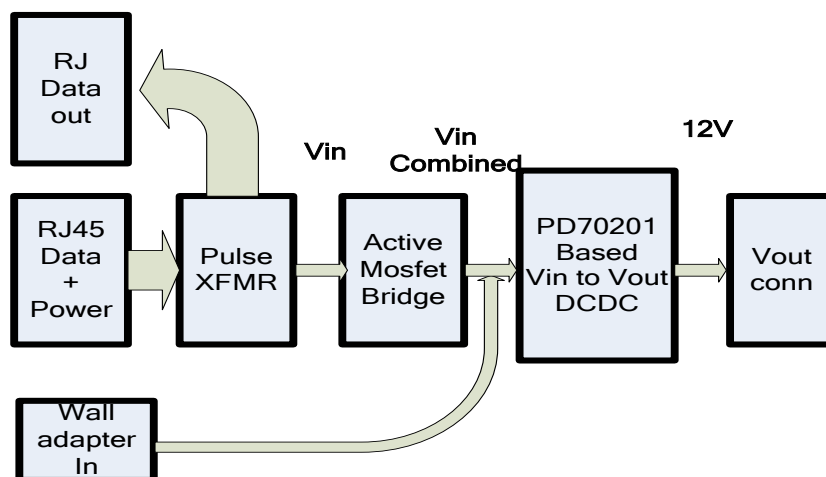 RJ
Data
out
Vin
Vin
Combined
12V
RJ45
Data
+
Power
Pulse
XFMR
Active
Mosfet
Bridge
PD70201
Based
Vin to Vout
DCDC
Vout
conn
Wall
adapter
In